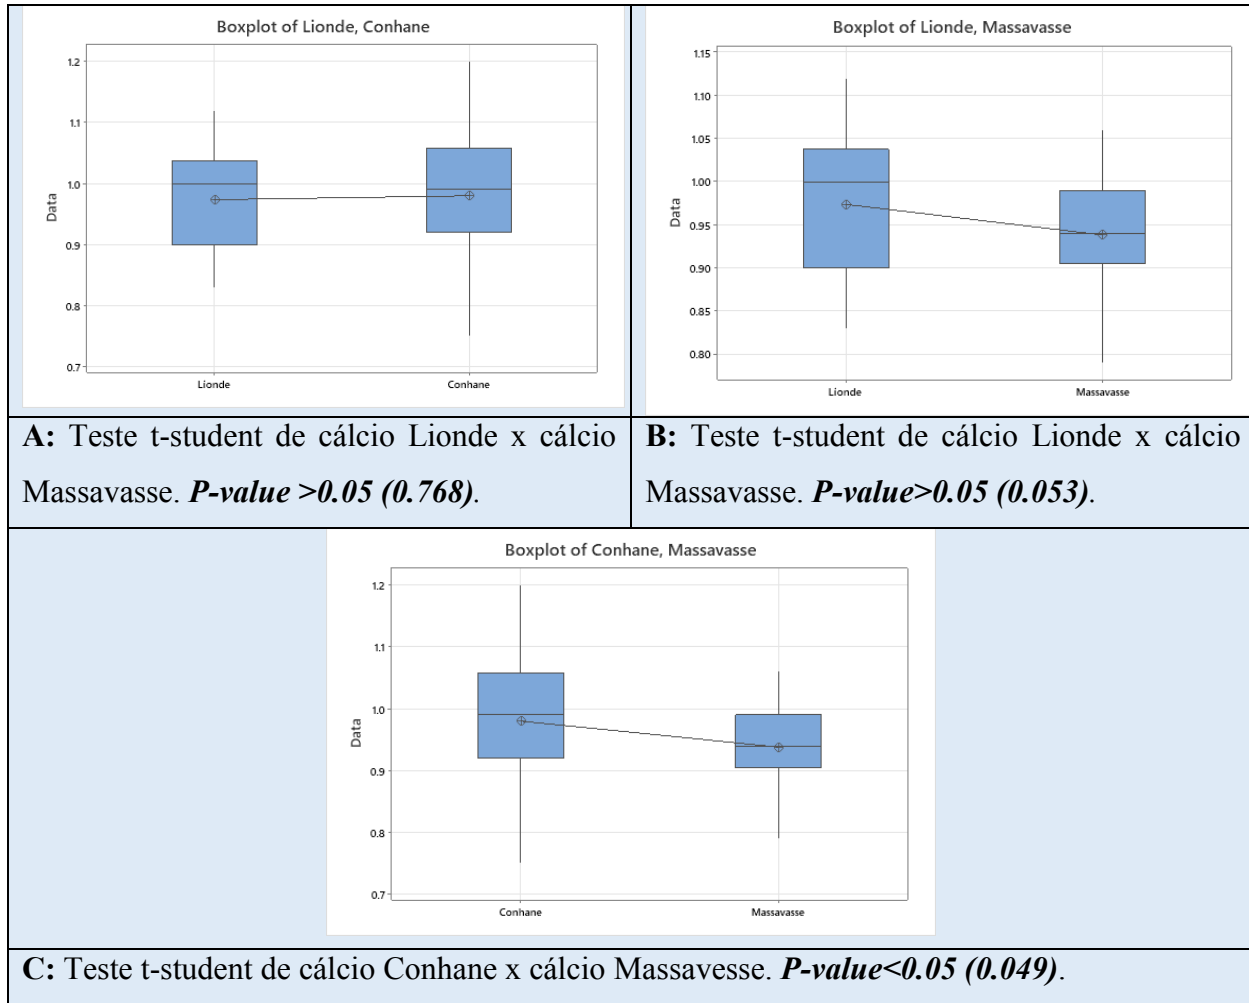 Boxplot of Lionde, Conhane
1.2
1.1
1.0
0.9
0.8
0.7
Data
Lionde Conhane
Boxplot of Lionde, Massavasse
1.15
1.10
1.05
1.00
0.95
0.90
0.85
0.80
Data
Lionde Massavasse
A: Teste t-student de cálcio Lionde x cálcio
Massavasse. P-value >0.05 (0.768).
B: Teste t-student de cálcio Lionde x cálcio
Massavasse. P-value>0.05 (0.053).
Boxplot of Conhane, Massavasse
1.2
1.1
1.0
0.9
0.8
0.7
Data
Conhane Massavasse
C: Teste t-student de cálcio Conhane x cálcio Massavesse. P-value<0.05 (0.049).